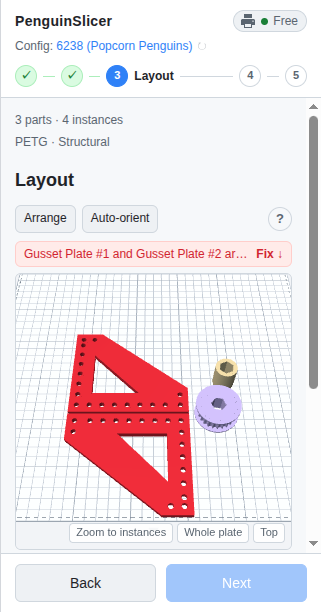 PenguinSlicer
Free
Config: 6238 (Popcorn Penguins)
✓ ✓ 3 Layout 4 5
3 parts · 4 instances
PETG · Structural
Layout
Arrange Auto-orient ?
Gusset Plate #1 and Gusset Plate #2 ar… Fix ↓
Zoom to instances Whole plate Top
Back Next